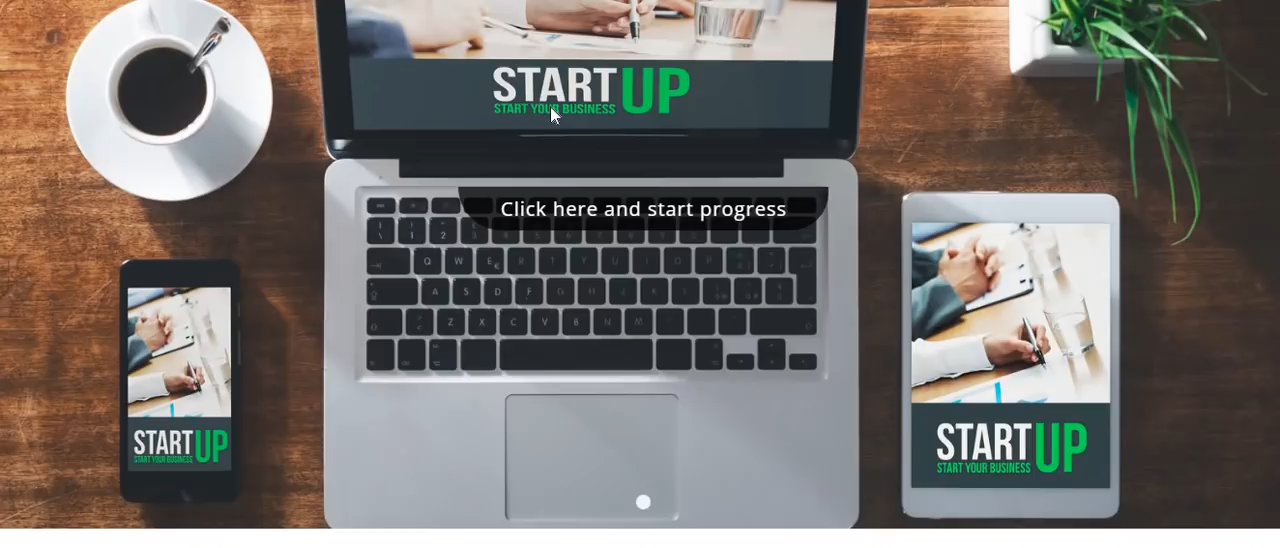 START UP
START YOUR BUSINESS
Click here and start progress
Q W E R T Y U I O P
A S D F G H J K L
Z X C V B N M
START UP
START YOUR BUSINESS
START UP
START YOUR BUSINESS